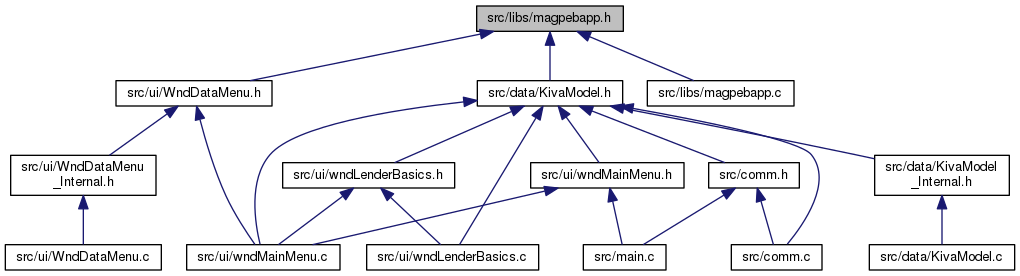 src/libs/magpebapp.h
src/ui/WndDataMenu.h
src/data/KivaModel.h
src/libs/magpebapp.c
src/ui/WndDataMenu
_Internal.h
src/ui/wndLenderBasics.h
src/ui/wndMainMenu.h
src/comm.h
src/data/KivaModel
_Internal.h
src/ui/WndDataMenu.c
src/ui/wndMainMenu.c
src/ui/wndLenderBasics.c
src/main.c
src/comm.c
src/data/KivaModel.c